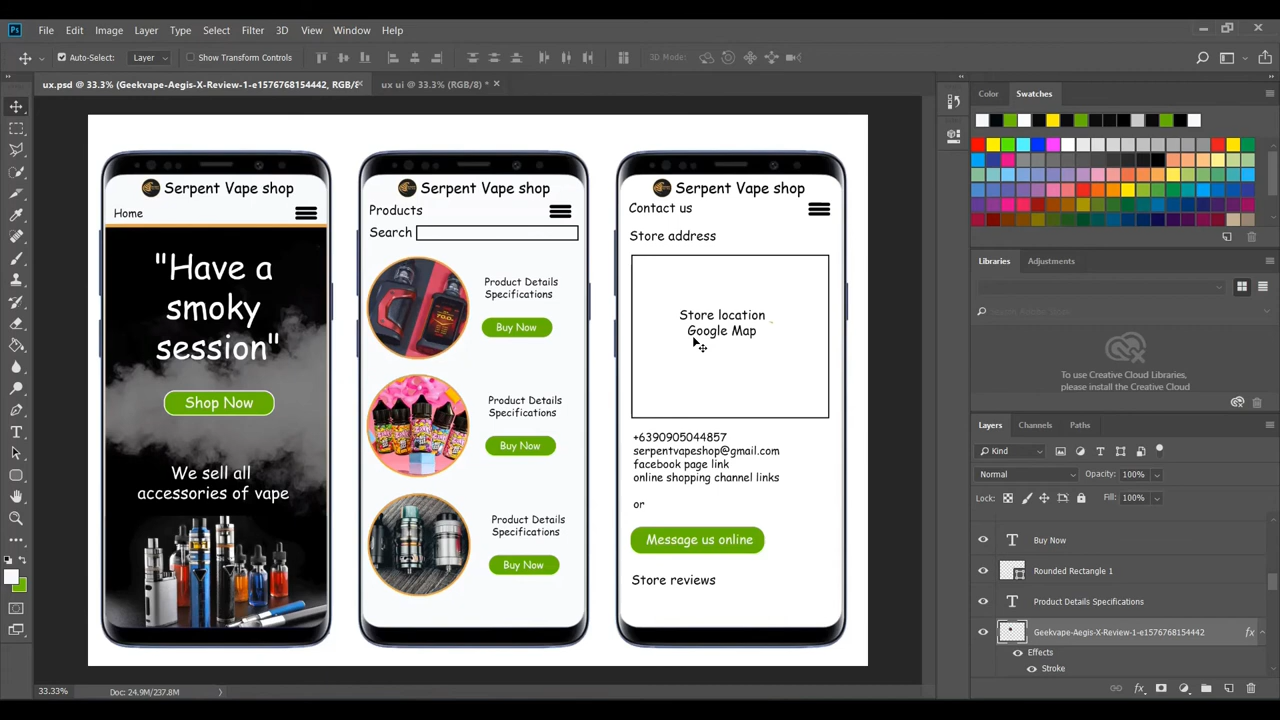 File Edit Image Layer Type Select Filter 3D View Window Help
Auto-Select: Layer Show Transform Controls 3D Mode:
ux.psd @ 33.3% (Geekvape-Aegis-X-Review-1-e1576768154442, RGB/8
ux ui @ 33.3% (RGB/8) *
Color Swatches
Serpent Vape shop
Home
"Have a
smoky
session"
Shop Now
We sell all
accessories of vape
Serpent Vape shop
Products
Search
Product Details
Specifications
Buy Now
Product Details
Specifications
Buy Now
Product Details
Specifications
Buy Now
Serpent Vape shop
Contact us
Store address
Store location
Google Map
+6390905044857
serpentvapeshop@gmail.com
facebook page link
online shopping channel links
or
Message us online
Store reviews
Libraries Adjustments
To use Creative Cloud Libraries,
please install the Creative Cloud
Layers Channels Paths
Kind
Normal Opacity: 100%
Lock: Fill: 100%
Buy Now
Rounded Rectangle 1
Product Details Specifications
Geekvape-Aegis-X-Review-1-e1576768154442 fx
Effects
Stroke
33.33% Doc: 24.9M/237.8M